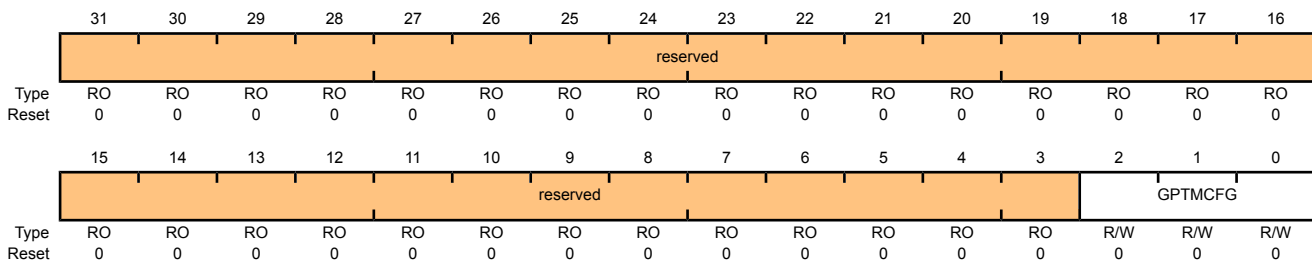 31 30 29 28 27 26 25 24 23 22 21 20 19 18 17 16
reserved
Type RO RO RO RO RO RO RO RO RO RO RO RO RO RO RO RO
Reset 0 0 0 0 0 0 0 0 0 0 0 0 0 0 0 0
15 14 13 12 11 10 9 8 7 6 5 4 3 2 1 0
reserved GPTMCFG
Type RO RO RO RO RO RO RO RO RO RO RO RO RO R/W R/W R/W
Reset 0 0 0 0 0 0 0 0 0 0 0 0 0 0 0 0